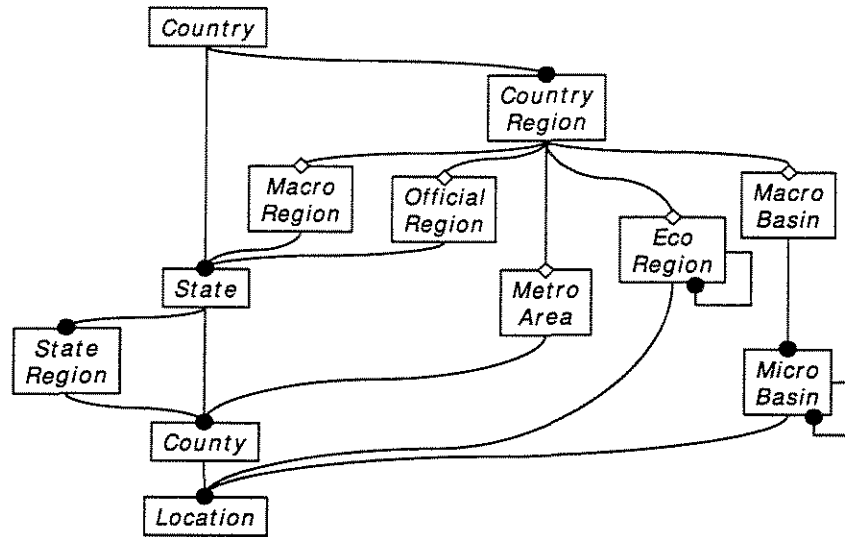 Country
Country
Region
Macro
Region
Official
Region
Macro
Basin
Eco
Region
State
Metro
Area
State
Region
Micro
Basin
County
Location